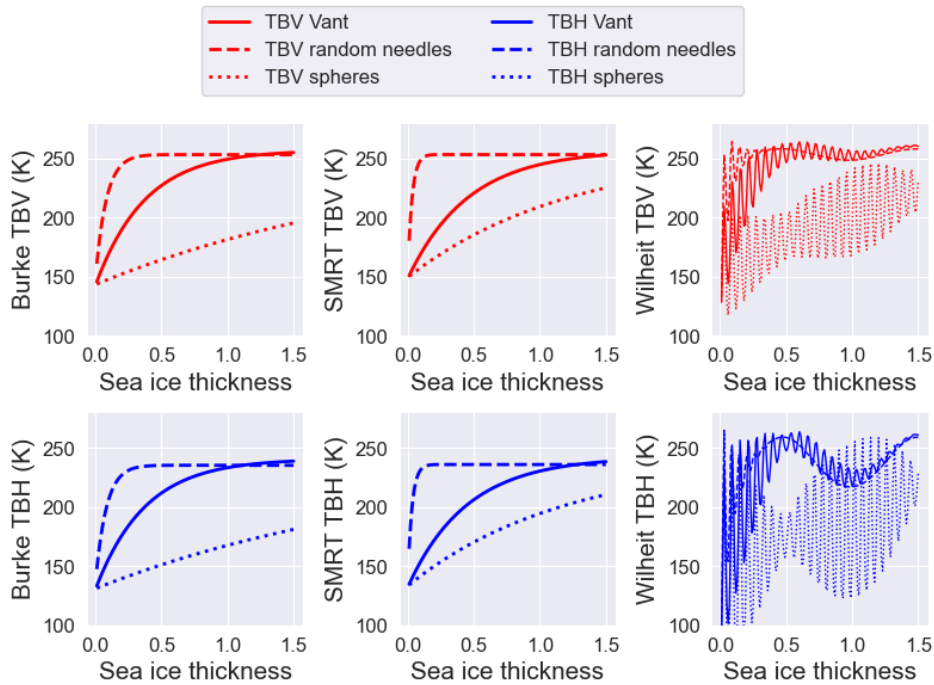 TBV Vant
TBV random needles
TBV spheres
TBH Vant
TBH random needles
TBH spheres
Burke TBV (K)
250
200
150
100
0.0 0.5 1.0 1.5
Sea ice thickness
SMRT TBV (K)
250
200
150
100
0.0 0.5 1.0 1.5
Sea ice thickness
Wilheit TBV (K)
250
200
150
100
0.0 0.5 1.0 1.5
Sea ice thickness
Burke TBH (K)
250
200
150
100
0.0 0.5 1.0 1.5
Sea ice thickness
SMRT TBH (K)
250
200
150
100
0.0 0.5 1.0 1.5
Sea ice thickness
Wilheit TBH (K)
250
200
150
100
0.0 0.5 1.0 1.5
Sea ice thickness